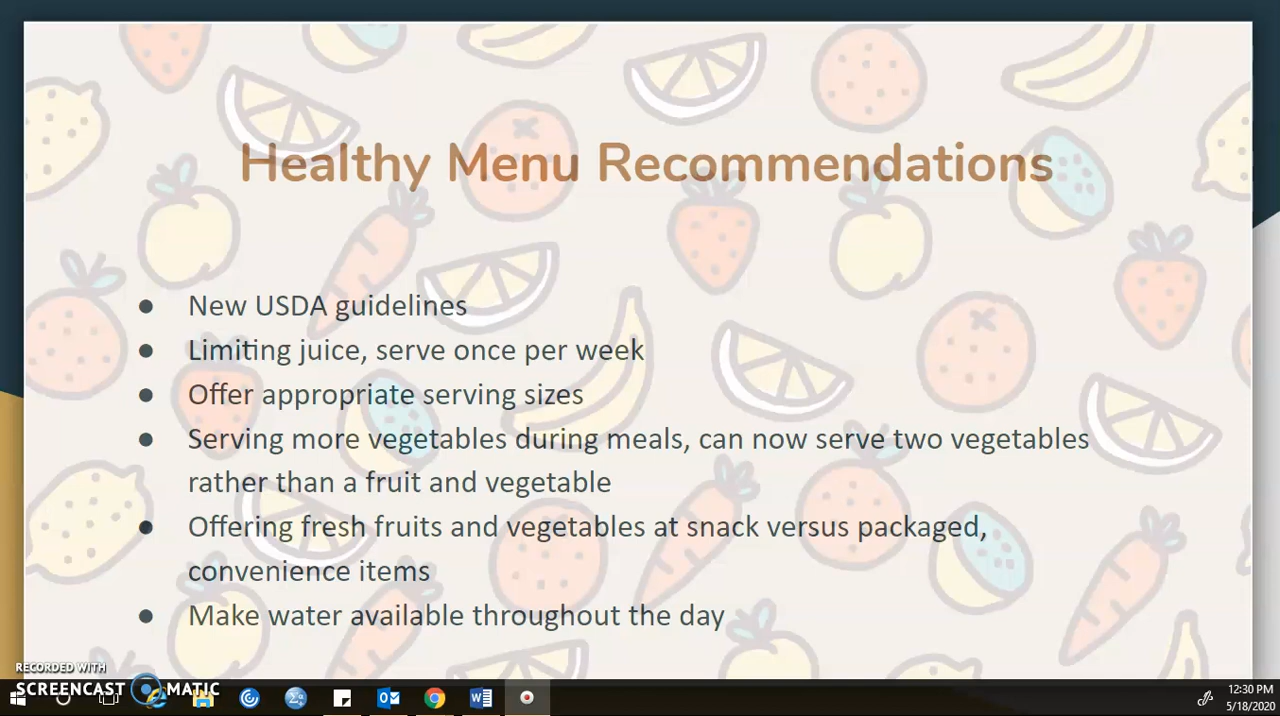 Healthy Menu Recommendations
● New USDA guidelines
● Limiting juice, serve once per week
● Offer appropriate serving sizes
● Serving more vegetables during meals, can now serve two vegetables
rather than a fruit and vegetable
● Offering fresh fruits and vegetables at snack versus packaged,
convenience items
● Make water available throughout the day
RECORDED WITH
SCREENCAST MATIC
12:30 PM
5/18/2020